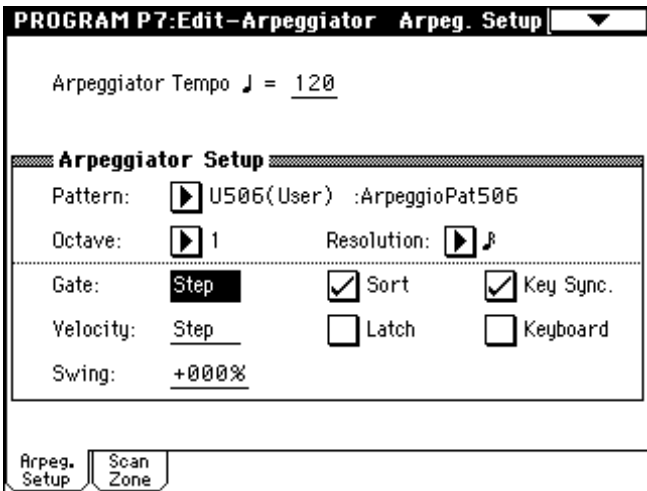 PROGRAM P7:Edit-Arpeggiator Arpeg. Setup
Arpeggiator Tempo ♩ = 120
Arpeggiator Setup
Pattern: U506(User) :ArpeggioPat506
Octave: 1 Resolution: ♪
Gate: Step Sort Key Sync.
Velocity: Step Latch Keyboard
Swing: +000%
Arpeg. Setup
Scan Zone